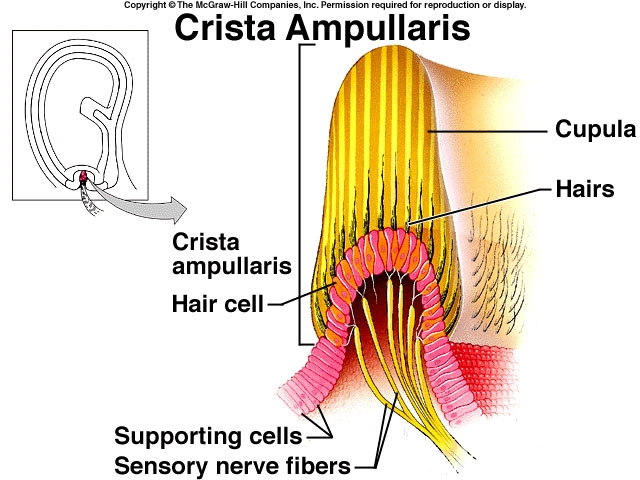 Copyright © The McGraw-Hill Companies, Inc. Permission required for reproduction or display.
Crista Ampullaris
Cupula
Hairs
Crista
ampullaris
Hair cell
Supporting cells
Sensory nerve fibers